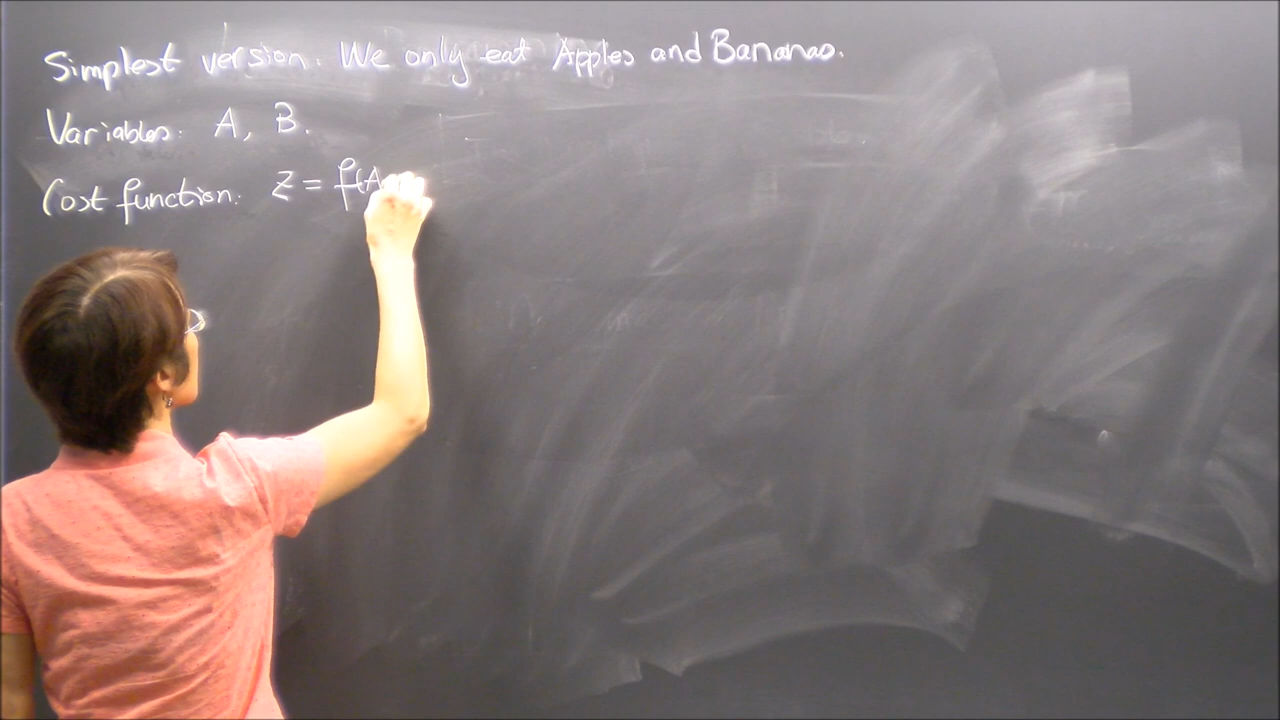 Simplest version: We only eat Apples and Bananas.
Variables: A, B.
Cost function: Z = f(A